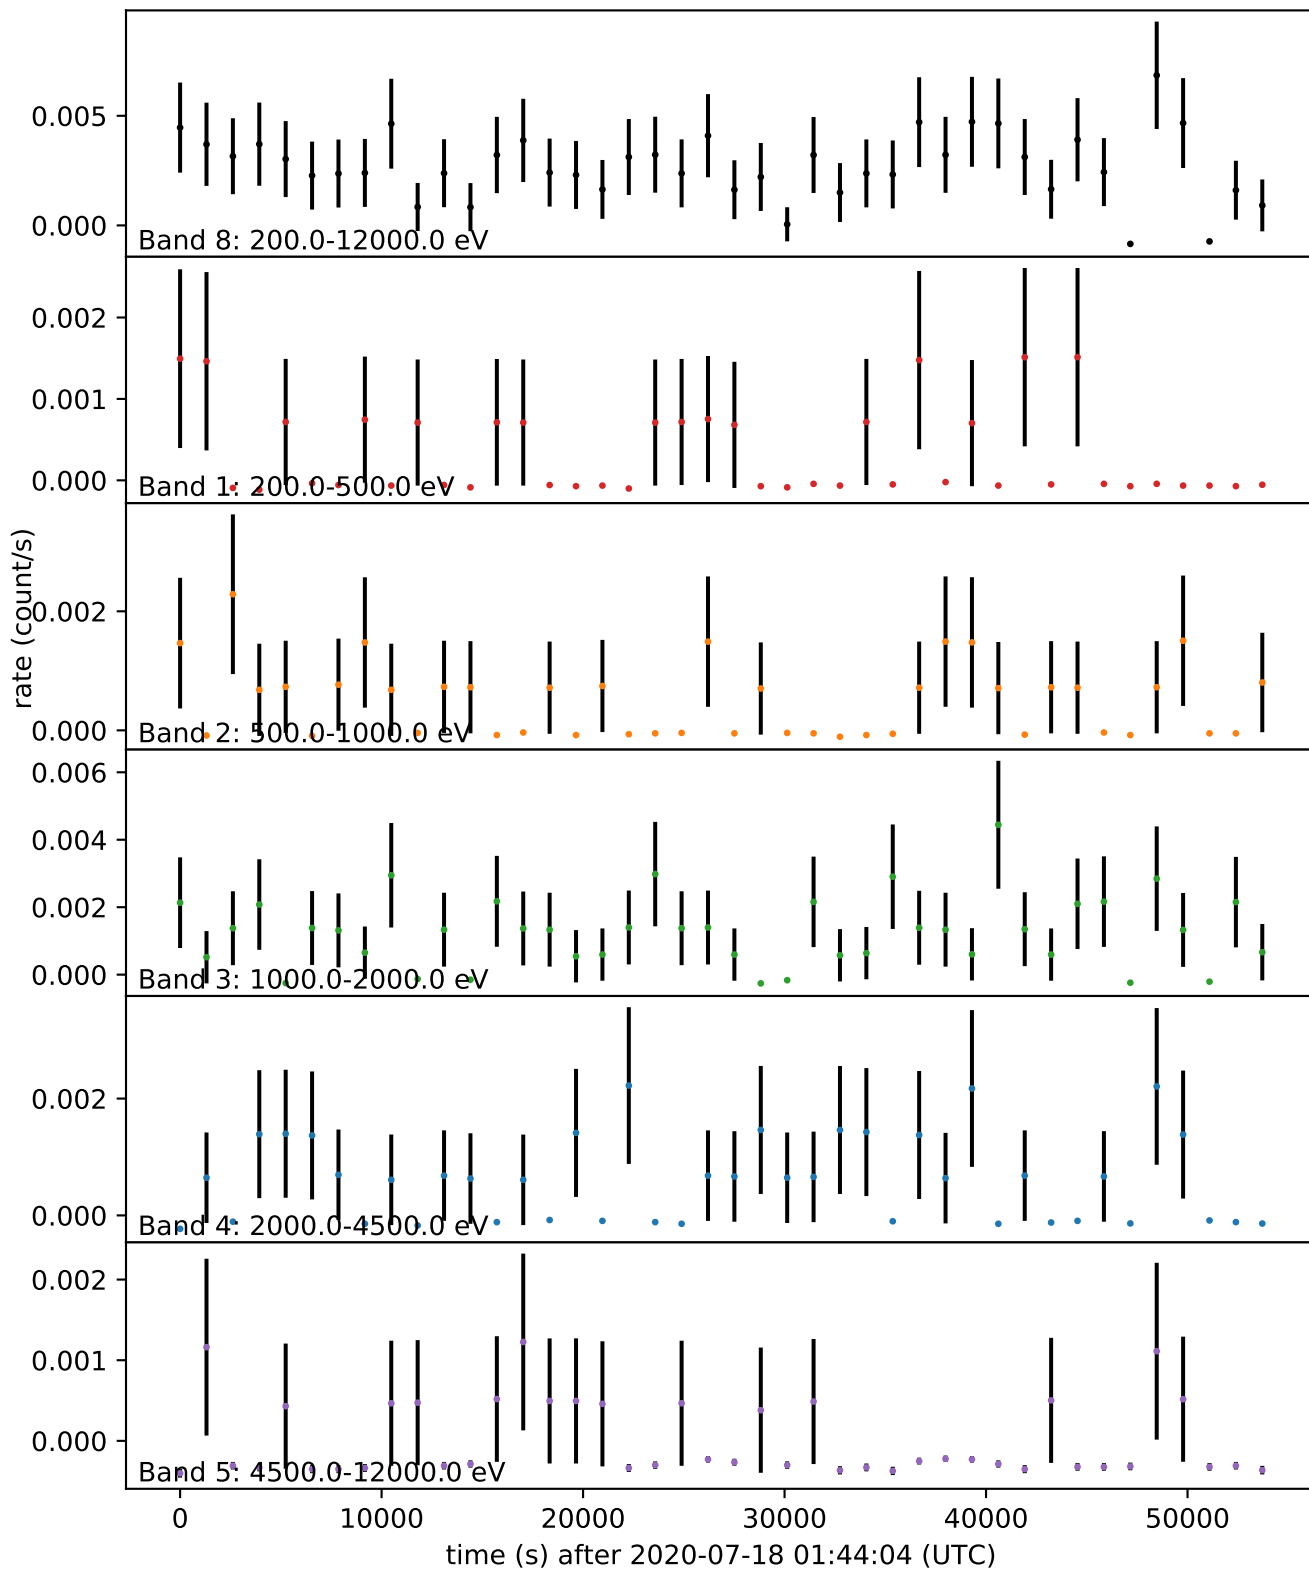 0.005
0.000
Band 8: 200.0-12000.0 eV
0.002
0.001
0.000
Band 1: 200.0-500.0 eV
rate (count/s)
0.002
0.000
Band 2: 500.0-1000.0 eV
0.006
0.004
0.002
0.000
Band 3: 1000.0-2000.0 eV
0.002
0.000
Band 4: 2000.0-4500.0 eV
0.002
0.001
0.000
Band 5: 4500.0-12000.0 eV
0 10000 20000 30000 40000 50000
time (s) after 2020-07-18 01:44:04 (UTC)